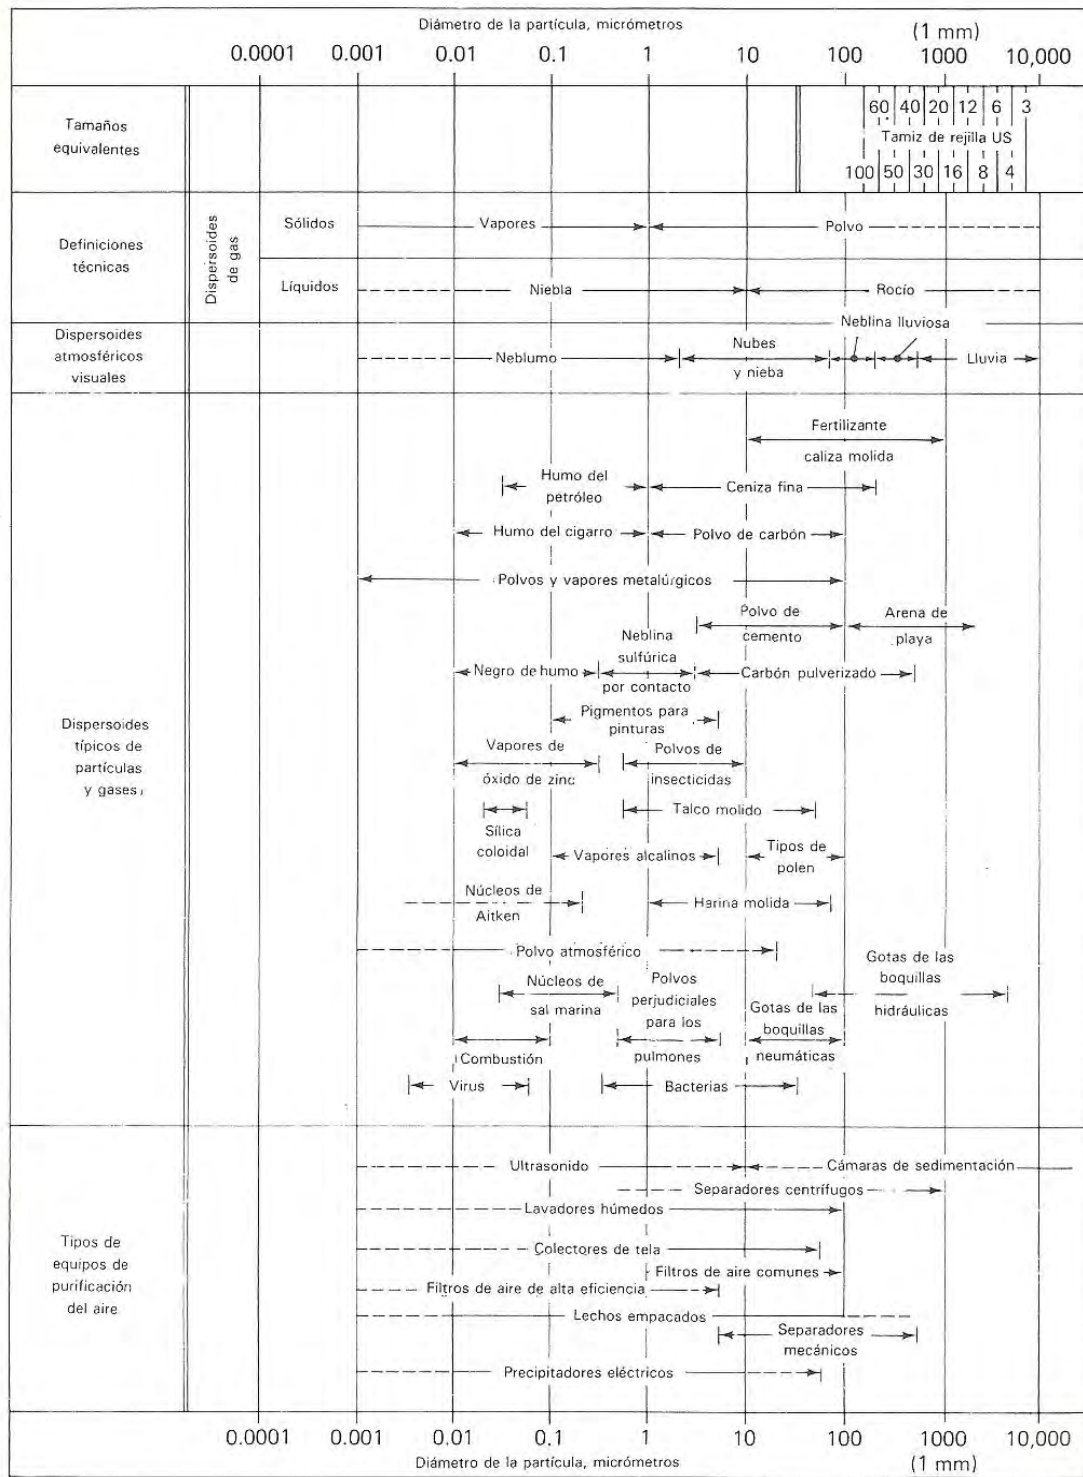 Diámetro de la partícula, micrómetros
(1 mm)
0.0001 0.001 0.01 0.1 1 10 100 1000 10,000
Tamaños
equivalentes
60 40 20 12 6 3
Tamiz de rejilla US
100 50 30 16 8 4
Definiciones
técnicas
Dispersoides
de gas
Sólidos
Vapores
Polvo
Líquidos
Niebla
Rocío
Dispersoides
atmosféricos
visuales
Neblumo
Nubes
y nieba
Neblina lluviosa
Lluvia
Dispersoides
típicos de
partículas
y gases
Fertilizante
caliza molida
Humo del
petróleo
Ceniza fina
Humo del cigarro
Polvo de carbón
Polvos y vapores metalúrgicos
Polvo de
cemento
Arena de
playa
Negro de humo
Neblina
sulfúrica
por contacto
Carbón pulverizado
Pigmentos para
pinturas
Vapores de
óxido de zinc
Polvos de
insecticidas
Sílica
coloidal
Talco molido
Vapores alcalinos
Tipos de
polen
Núcleos de
Aitken
Harina molida
Polvo atmosférico
Núcleos de
sal marina
Polvos
perjudiciales
para los
pulmones
Gotas de las
boquillas
neumáticas
Gotas de las
boquillas
hidráulicas
Combustión
Virus
Bacterias
Tipos de
equipos de
purificación
del aire
Ultrasonido
Cámaras de sedimentación
Separadores centrífugos
Lavadores húmedos
Colectores de tela
Filtros de aire comunes
Filtros de aire de alta eficiencia
Lechos empacados
Separadores
mecánicos
Precipitadores eléctricos
0.0001 0.001 0.01 0.1 1 10 100 1000 10,000
Diámetro de la partícula, micrómetros
(1 mm)